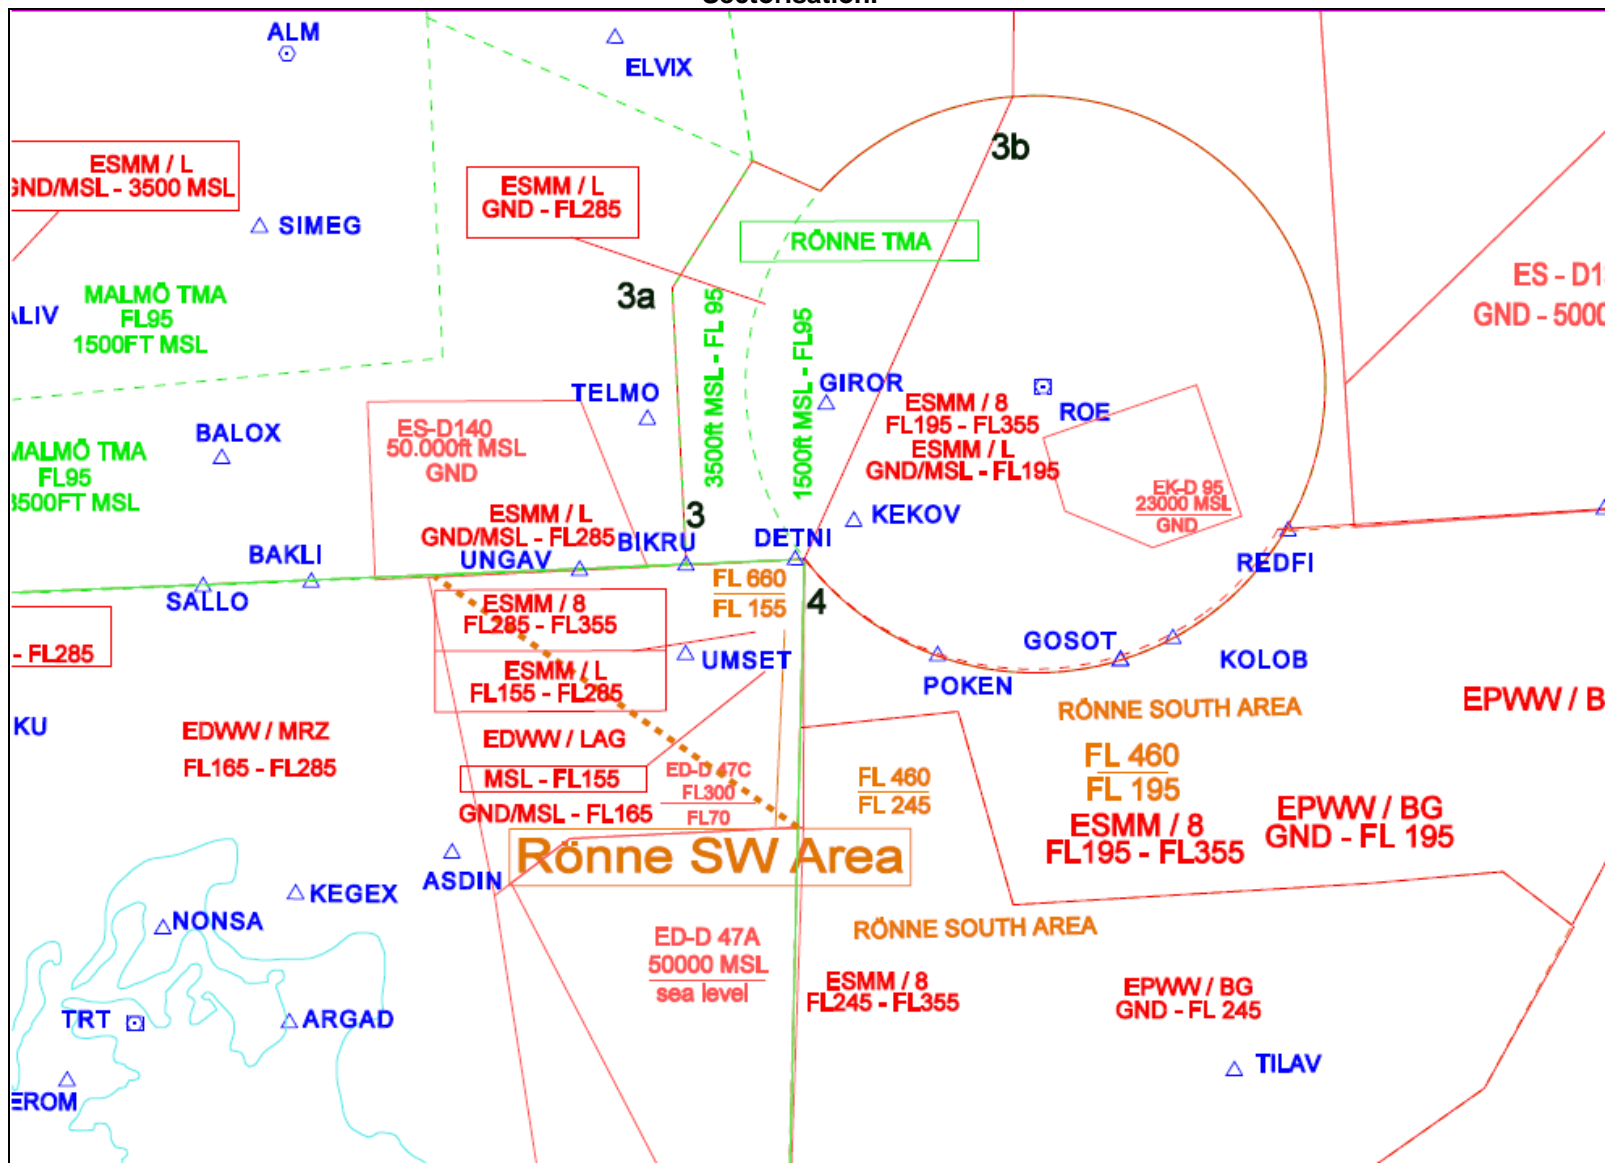 Sectorisation.
ALM
ELVIX
3b
ESMM / L
GND/MSL - 3500 MSL
ESMM / L
GND - FL285
SIMEG
RÖNNE TMA
3a
MALMÖ TMA
FL95
1500FT MSL
ALIV
ES - D1
GND - 5000
3500ft MSL - FL 95
1500ft MSL - FL95
TELMO
GIROR
ROE
ESMM / 8
FL195 - FL355
ESMM / L
GND/MSL - FL195
BALOX
ES-D140
50.000ft MSL
GND
MALMÖ TMA
FL95
3500FT MSL
EK-D 95
23000 MSL
GND
3
KEKOV
ESMM / L
GND/MSL - FL285
BIKRU
DETNI
BAKLI
UNGAV
REDFI
SALLO
FL 660
FL 155
4
ESMM / 8
FL285 - FL355
- FL285
UMSET
ESMM / L
FL155 - FL285
GOSOT
KOLOB
POKEN
RÖNNE SOUTH AREA
EPWW / B
KU
EDWW / MRZ
FL165 - FL285
EDWW / LAG
MSL - FL155
GND/MSL - FL165
ED-D 47C
FL300
FL70
FL 460
FL 245
FL 460
FL 195
ESMM / 8
FL195 - FL355
EPWW / BG
GND - FL 195
Rönne SW Area
ASDIN
KEGEX
NONSA
RÖNNE SOUTH AREA
ED-D 47A
50000 MSL
sea level
ESMM / 8
FL245 - FL355
EPWW / BG
GND - FL 245
TRT
ARGAD
TILAV
EROM